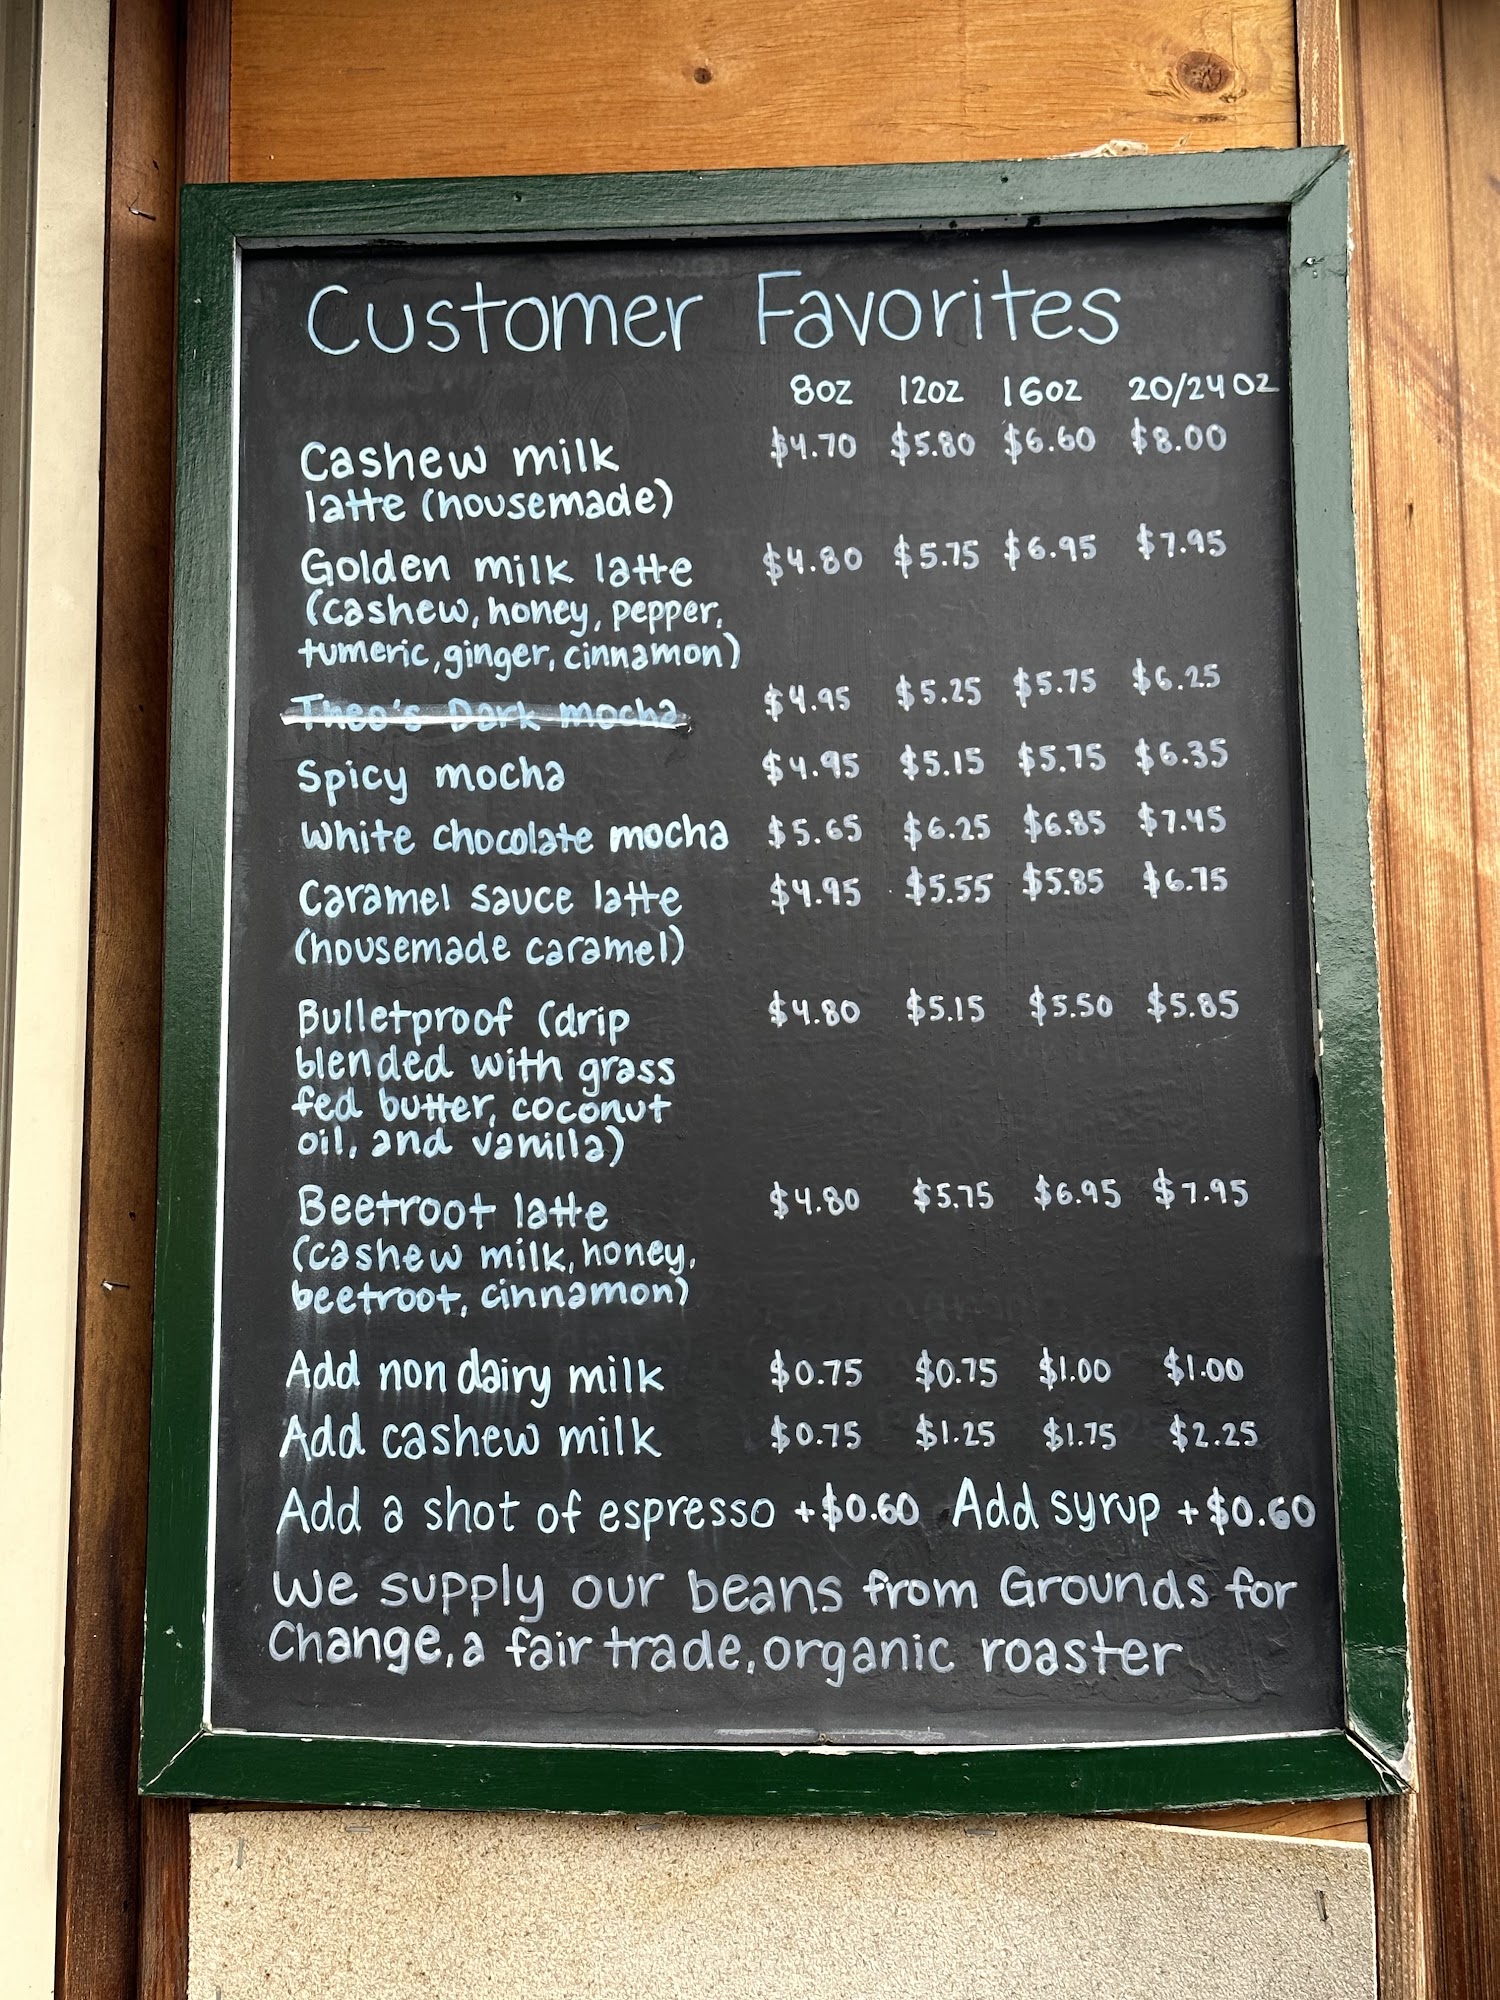 Customer Favorites
8oz 12oz 16oz 20/24oz
Cashew milk $4.70 $5.80 $6.60 $8.00
latte (housemade)
Golden milk latte $4.80 $5.75 $6.95 $7.95
(cashew, honey, pepper,
tumeric, ginger, cinnamon)
Theo's Dark mocha $4.95 $5.25 $5.75 $6.25
Spicy mocha $4.95 $5.15 $5.75 $6.35
White chocolate mocha $5.65 $6.25 $6.85 $7.45
Caramel sauce latte $4.95 $5.55 $5.85 $6.75
(housemade caramel)
Bulletproof (drip $4.80 $5.15 $5.50 $5.85
blended with grass
fed butter, coconut
oil, and vanilla)
Beetroot latte $4.80 $5.75 $6.95 $7.95
(cashew milk, honey,
beetroot, cinnamon)
Add non dairy milk $0.75 $0.75 $1.00 $1.00
Add cashew milk $0.75 $1.25 $1.75 $2.25
Add a shot of espresso +$0.60 Add syrup +$0.60
We supply our beans from Grounds for
Change, a fair trade, organic roaster